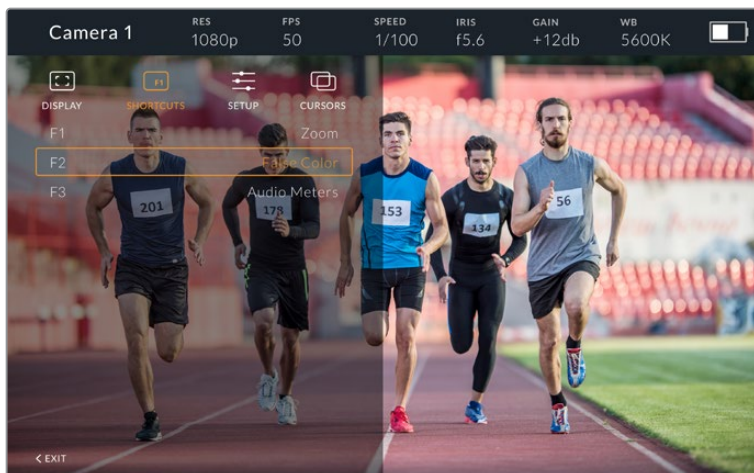 Camera 1
RES
1080p
FPS
50
SPEED
1/100
IRIS
f5.6
GAIN
+12db
WB
5600K
F1
DISPLAY
SHORTCUTS
SETUP
CURSORS
F1 Zoom
F2 False Color
F3 Audio Meters
201
178
153
134
56
EXIT